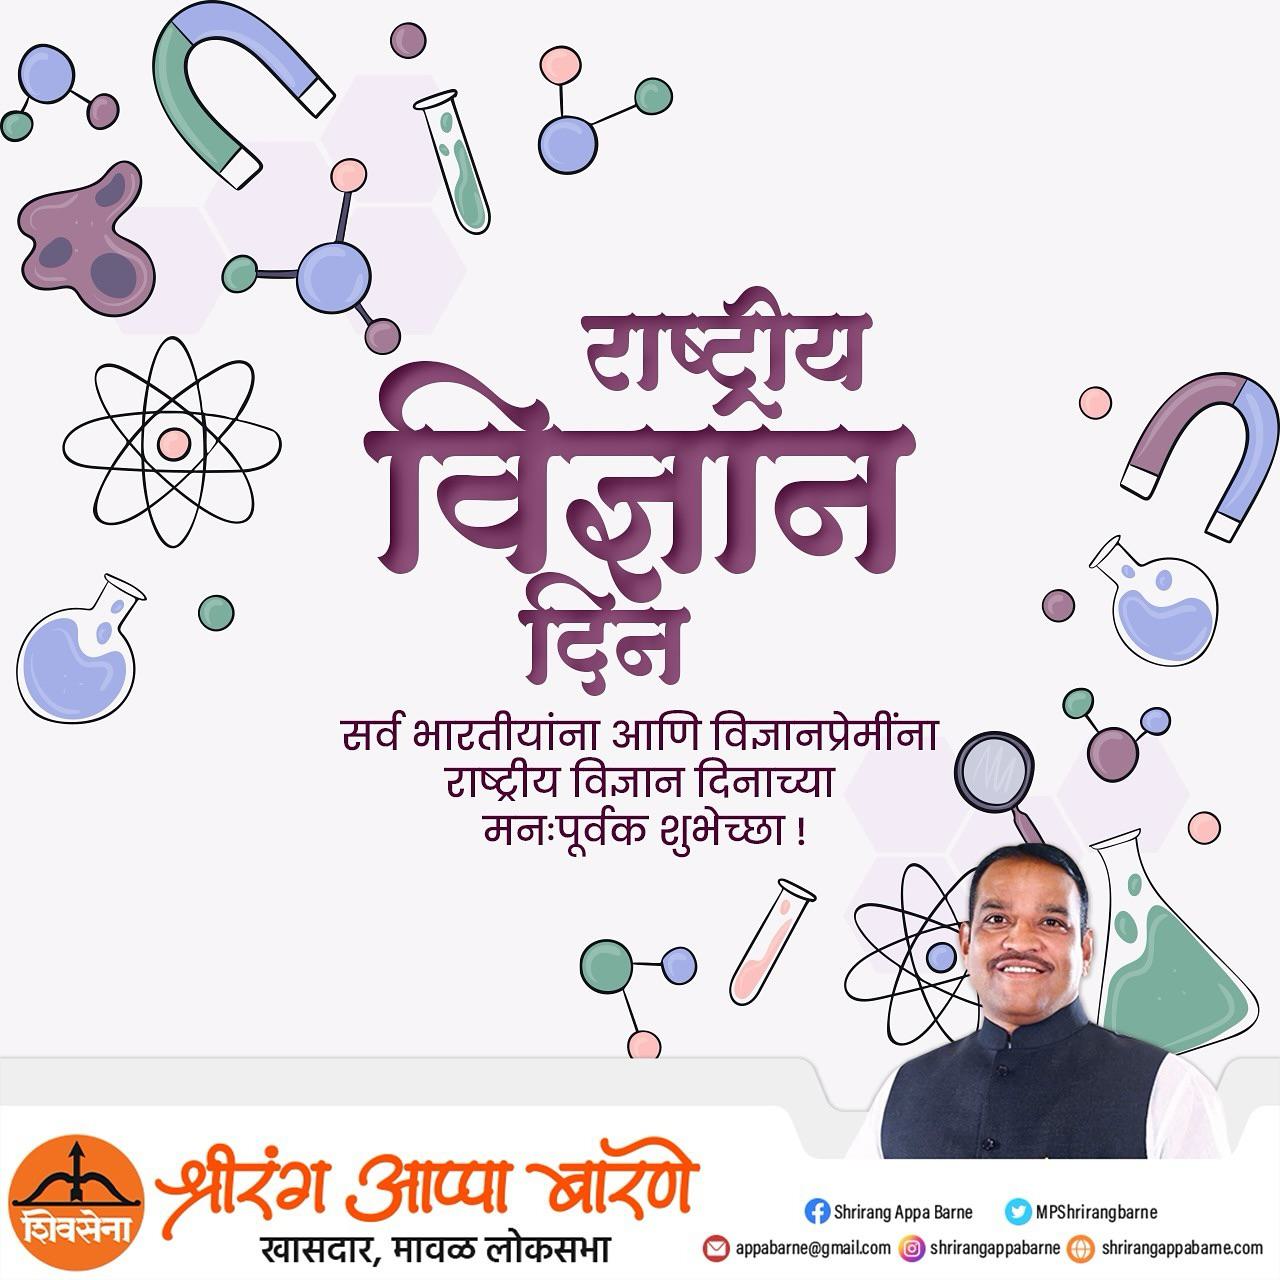 राष्ट्रीय
विज्ञान
दिन
सर्व भारतीयांना आणि विज्ञानप्रेमींना
राष्ट्रीय विज्ञान दिनाच्या
मनःपूर्वक शुभेच्छा !
शिवसेना
श्रीरंग आप्पा बारणे
खासदार, मावळ लोकसभा
Shrirang Appa Barne MPShrirangbarne
appabarne@gmail.com shrirangappabarne shrirangappabarne.com